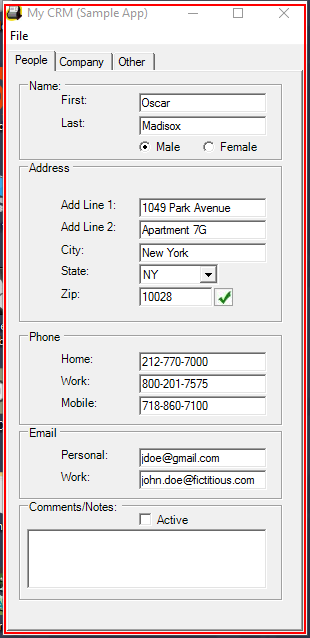 My CRM (Sample App)
File
People Company Other
Name:
First: Oscar
Last: Madisox
Male Female
Address
Add Line 1: 1049 Park Avenue
Add Line 2: Apartment 7G
City: New York
State: NY
Zip: 10028
Phone
Home: 212-770-7000
Work: 800-201-7575
Mobile: 718-860-7100
Email
Personal: jdoe@gmail.com
Work: john.doe@fictitious.com
Comments/Notes:
Active